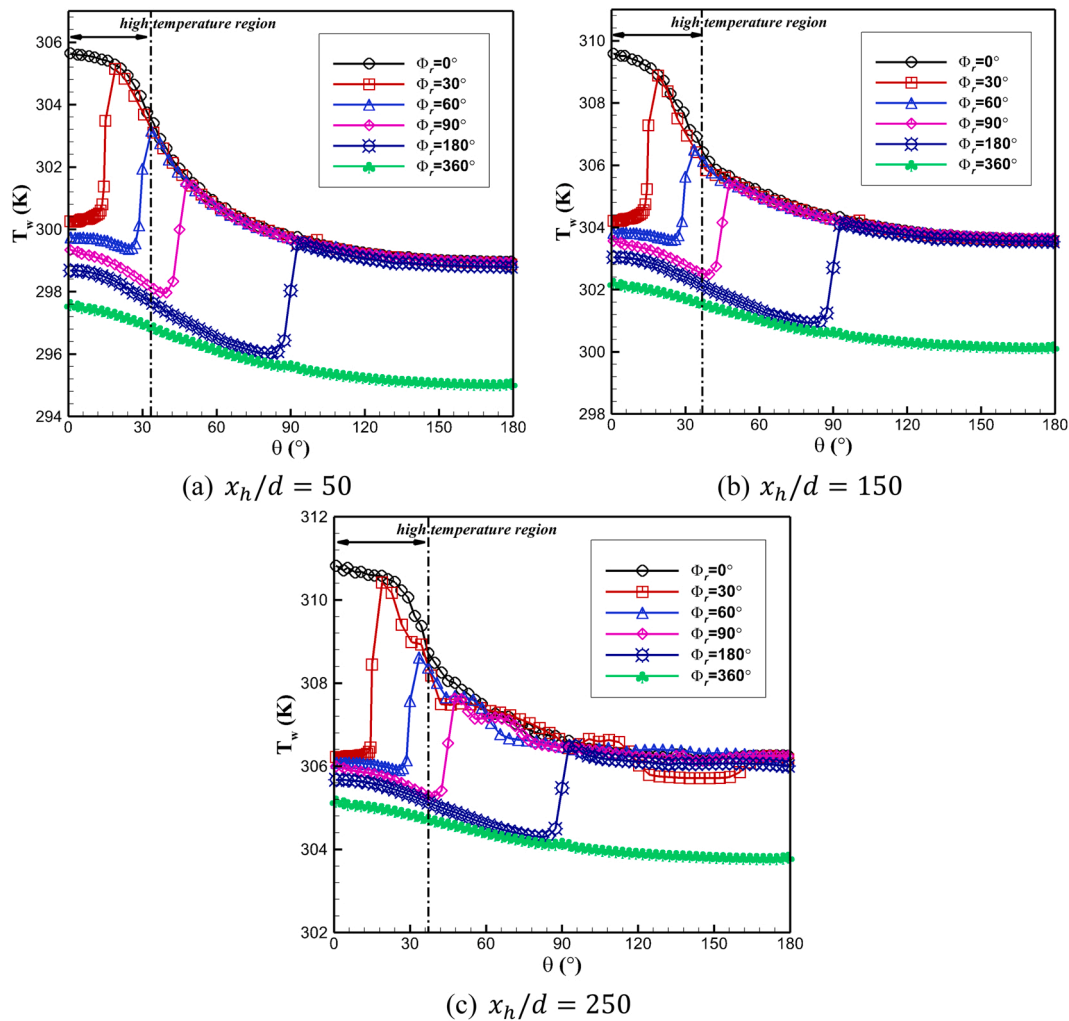 high temperature region
306
304
302
300
298
296
294
T_w (K)
Φ_r=0°
Φ_r=30°
Φ_r=60°
Φ_r=90°
Φ_r=180°
Φ_r=360°
0 30 60 90 120 150 180
θ (°)
(a) x_h/d = 50
high temperature region
310
308
306
304
302
300
298
T_w (K)
Φ_r=0°
Φ_r=30°
Φ_r=60°
Φ_r=90°
Φ_r=180°
Φ_r=360°
0 30 60 90 120 150 180
θ (°)
(b) x_h/d = 150
high temperature region
312
310
308
306
304
302
T_w (K)
Φ_r=0°
Φ_r=30°
Φ_r=60°
Φ_r=90°
Φ_r=180°
Φ_r=360°
0 30 60 90 120 150 180
θ (°)
(c) x_h/d = 250